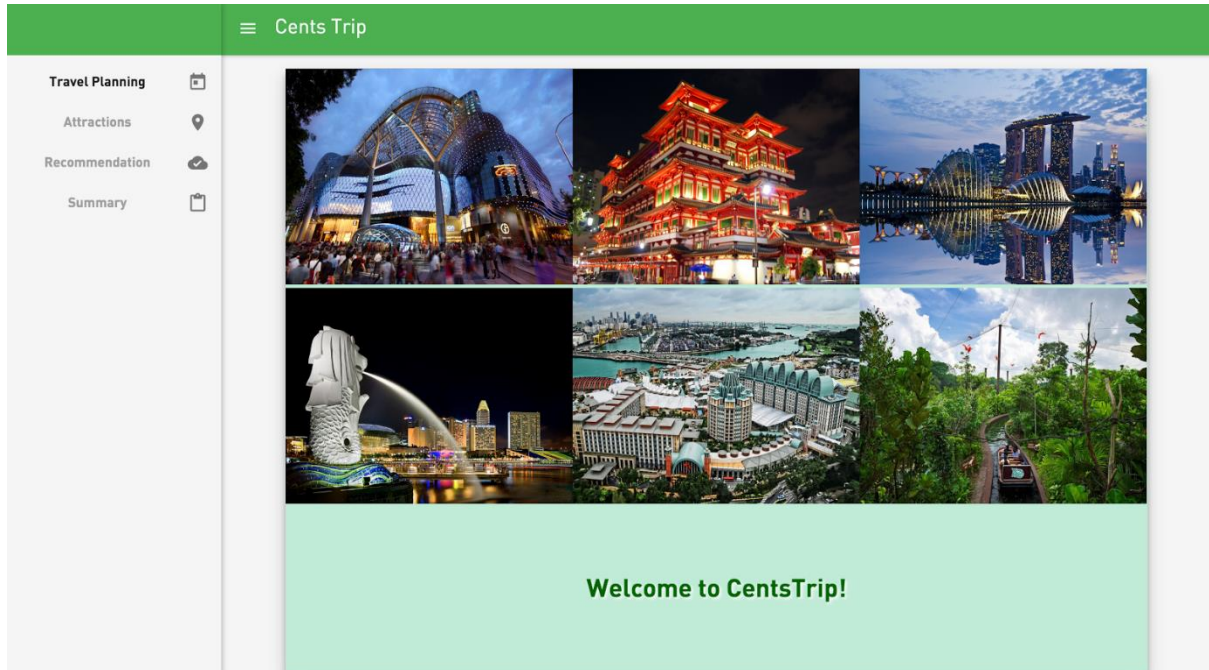 Cents Trip
Travel Planning
Attractions
Recommendation
Summary
Welcome to CentsTrip!